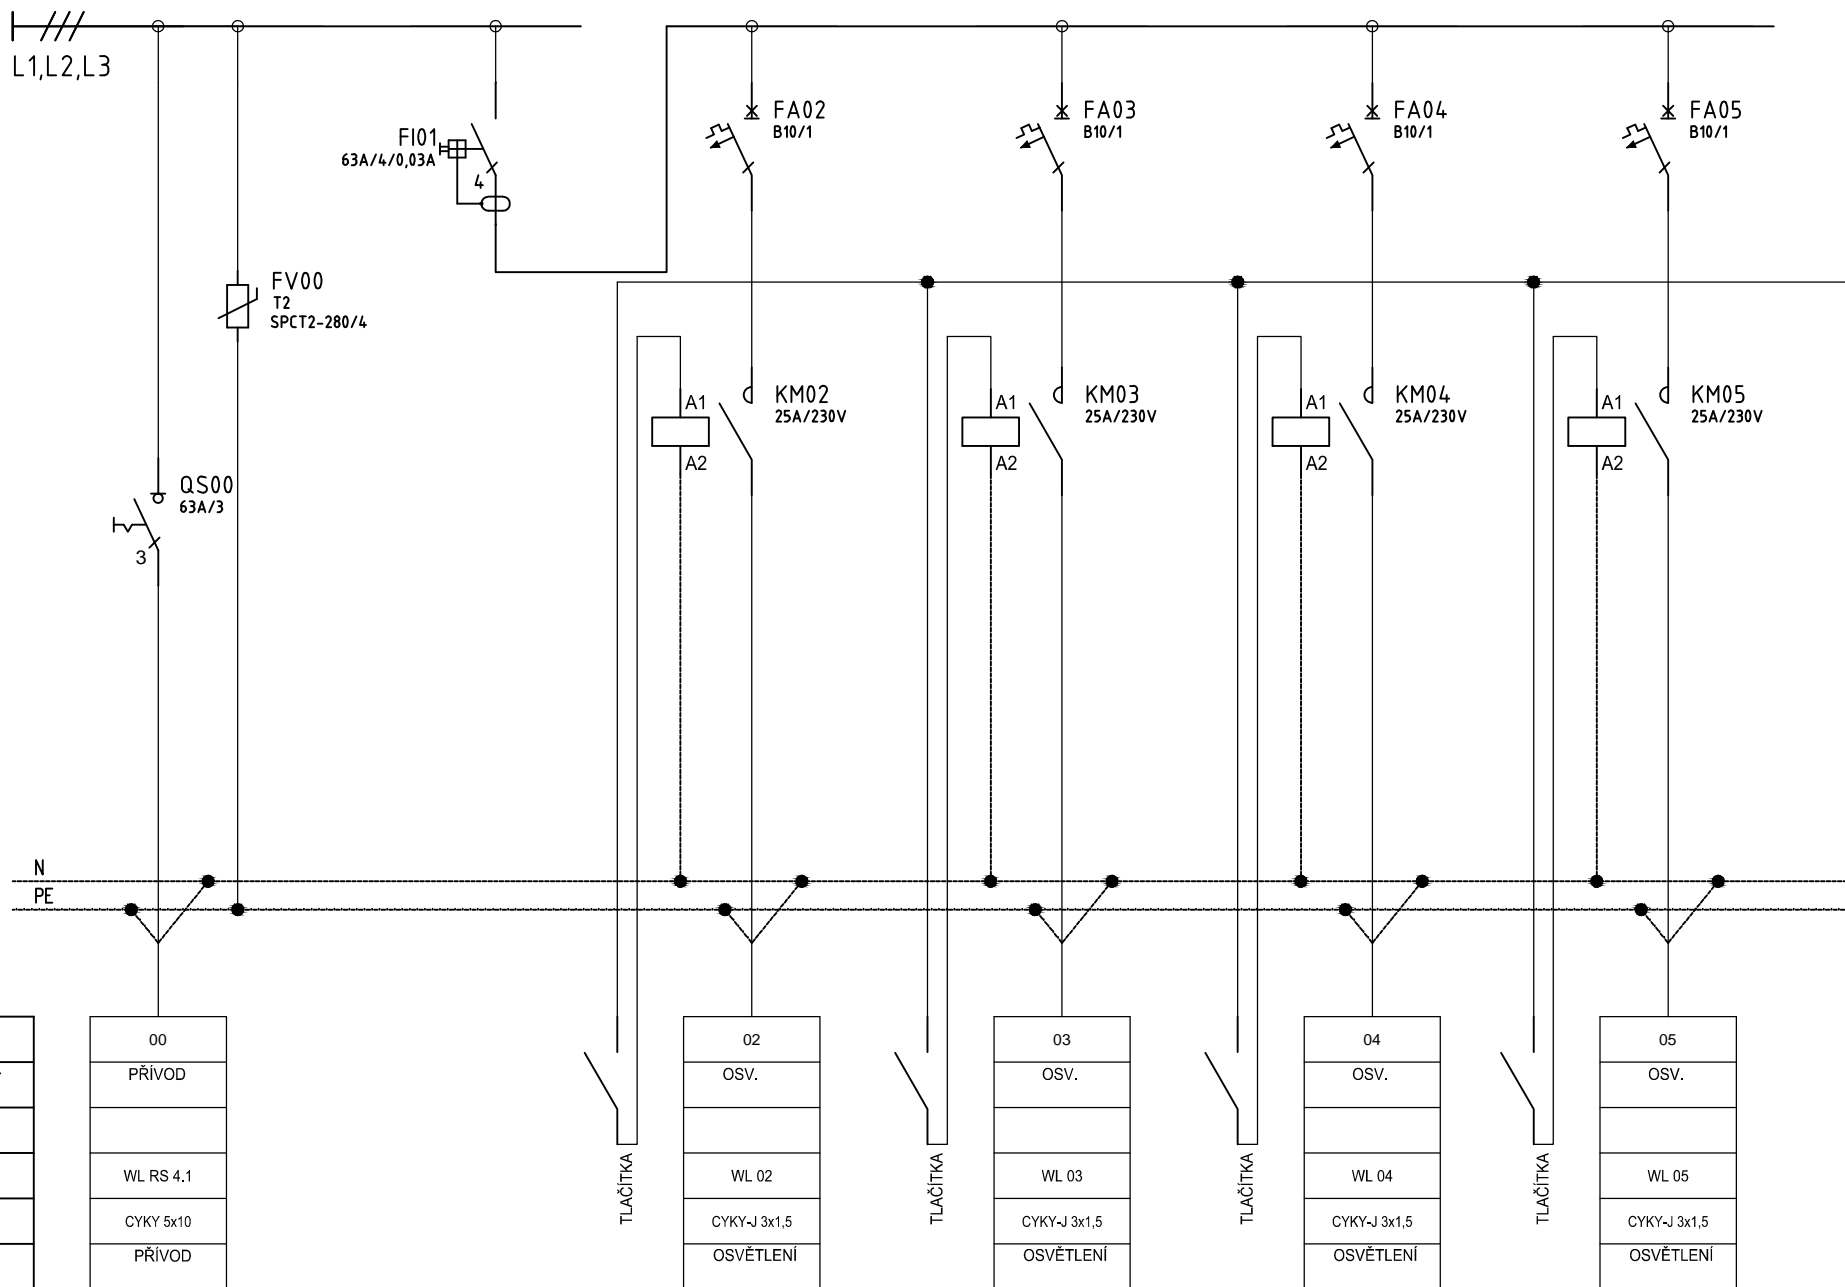 L1,L2,L3
FI01
63A/4/0,03A
4
FA02
B10/1
FA03
B10/1
FA04
B10/1
FA05
B10/1
FV00
T2
SPCT2-280/4
A1
A2
KM02
25A/230V
A1
A2
KM03
25A/230V
A1
A2
KM04
25A/230V
A1
A2
KM05
25A/230V
QS00
63A/3
3
N
PE
00
PŘÍVOD
WL RS 4.1
CYKY 5x10
PŘÍVOD
TLAČÍTKA
02
OSV.
WL 02
CYKY-J 3x1,5
OSVĚTLENÍ
TLAČÍTKA
03
OSV.
WL 03
CYKY-J 3x1,5
OSVĚTLENÍ
TLAČÍTKA
04
OSV.
WL 04
CYKY-J 3x1,5
OSVĚTLENÍ
TLAČÍTKA
05
OSV.
WL 05
CYKY-J 3x1,5
OSVĚTLENÍ